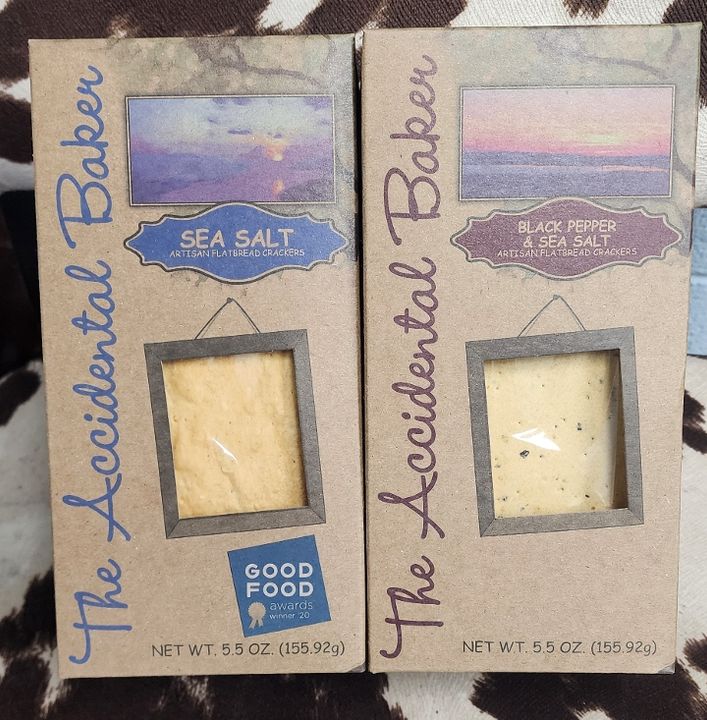 The Accidental Baker
SEA SALT
ARTISAN FLATBREAD CRACKERS
GOOD
FOOD
awards
winner '20
NET WT. 5.5 OZ. (155.92g)
The Accidental Baker
BLACK PEPPER
& SEA SALT
ARTISAN FLATBREAD CRACKERS
NET WT. 5.5 OZ. (155.92g)